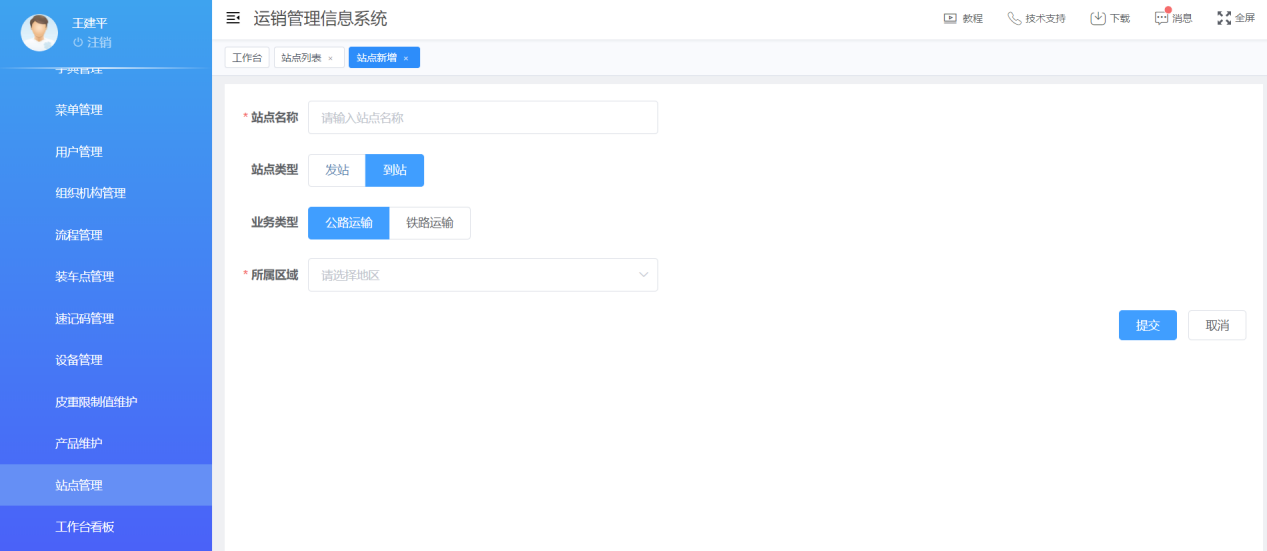 王建平
注销
字典管理
菜单管理
用户管理
组织机构管理
流程管理
装车点管理
速记码管理
设备管理
皮重限制值维护
产品维护
站点管理
工作台看板
运销管理信息系统
教程 技术支持 下载 消息 全屏
工作台 站点列表 × 站点新增 ×
* 站点名称 请输入站点名称
站点类型 发站 到站
业务类型 公路运输 铁路运输
* 所属区域 请选择地区
提交 取消